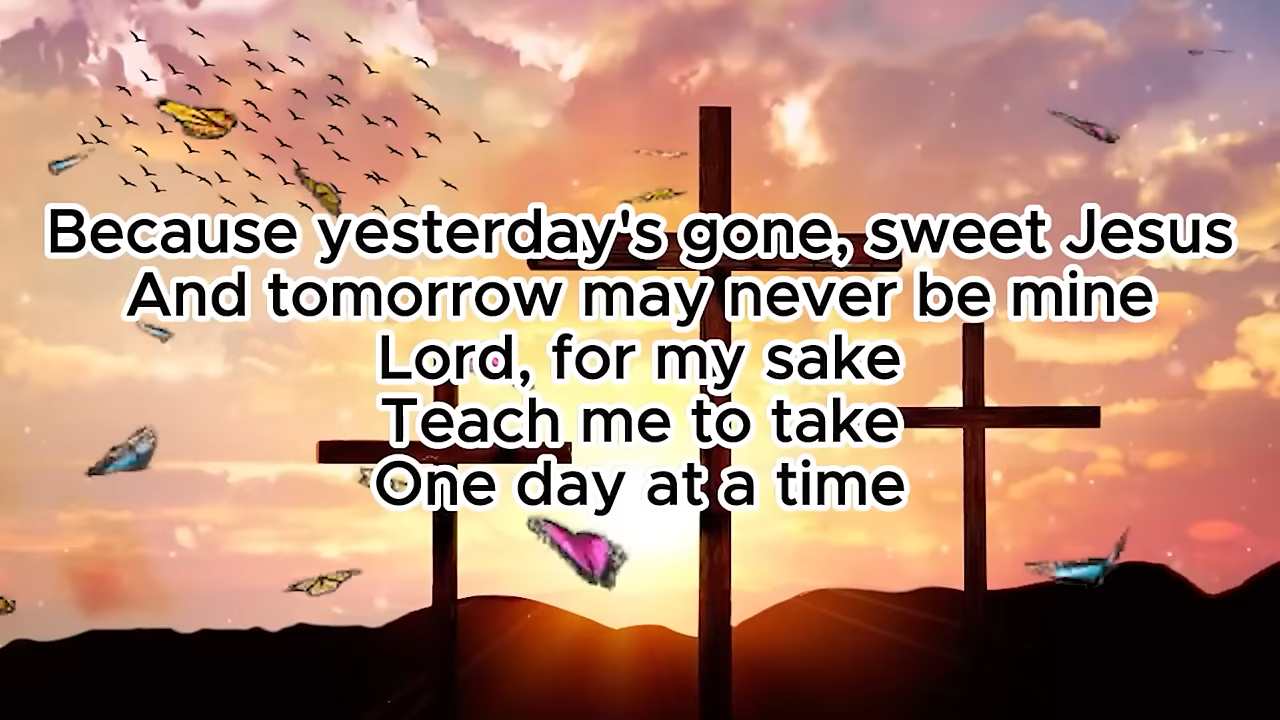 Because yesterday's gone, sweet Jesus
And tomorrow may never be mine
Lord, for my sake
Teach me to take
One day at a time